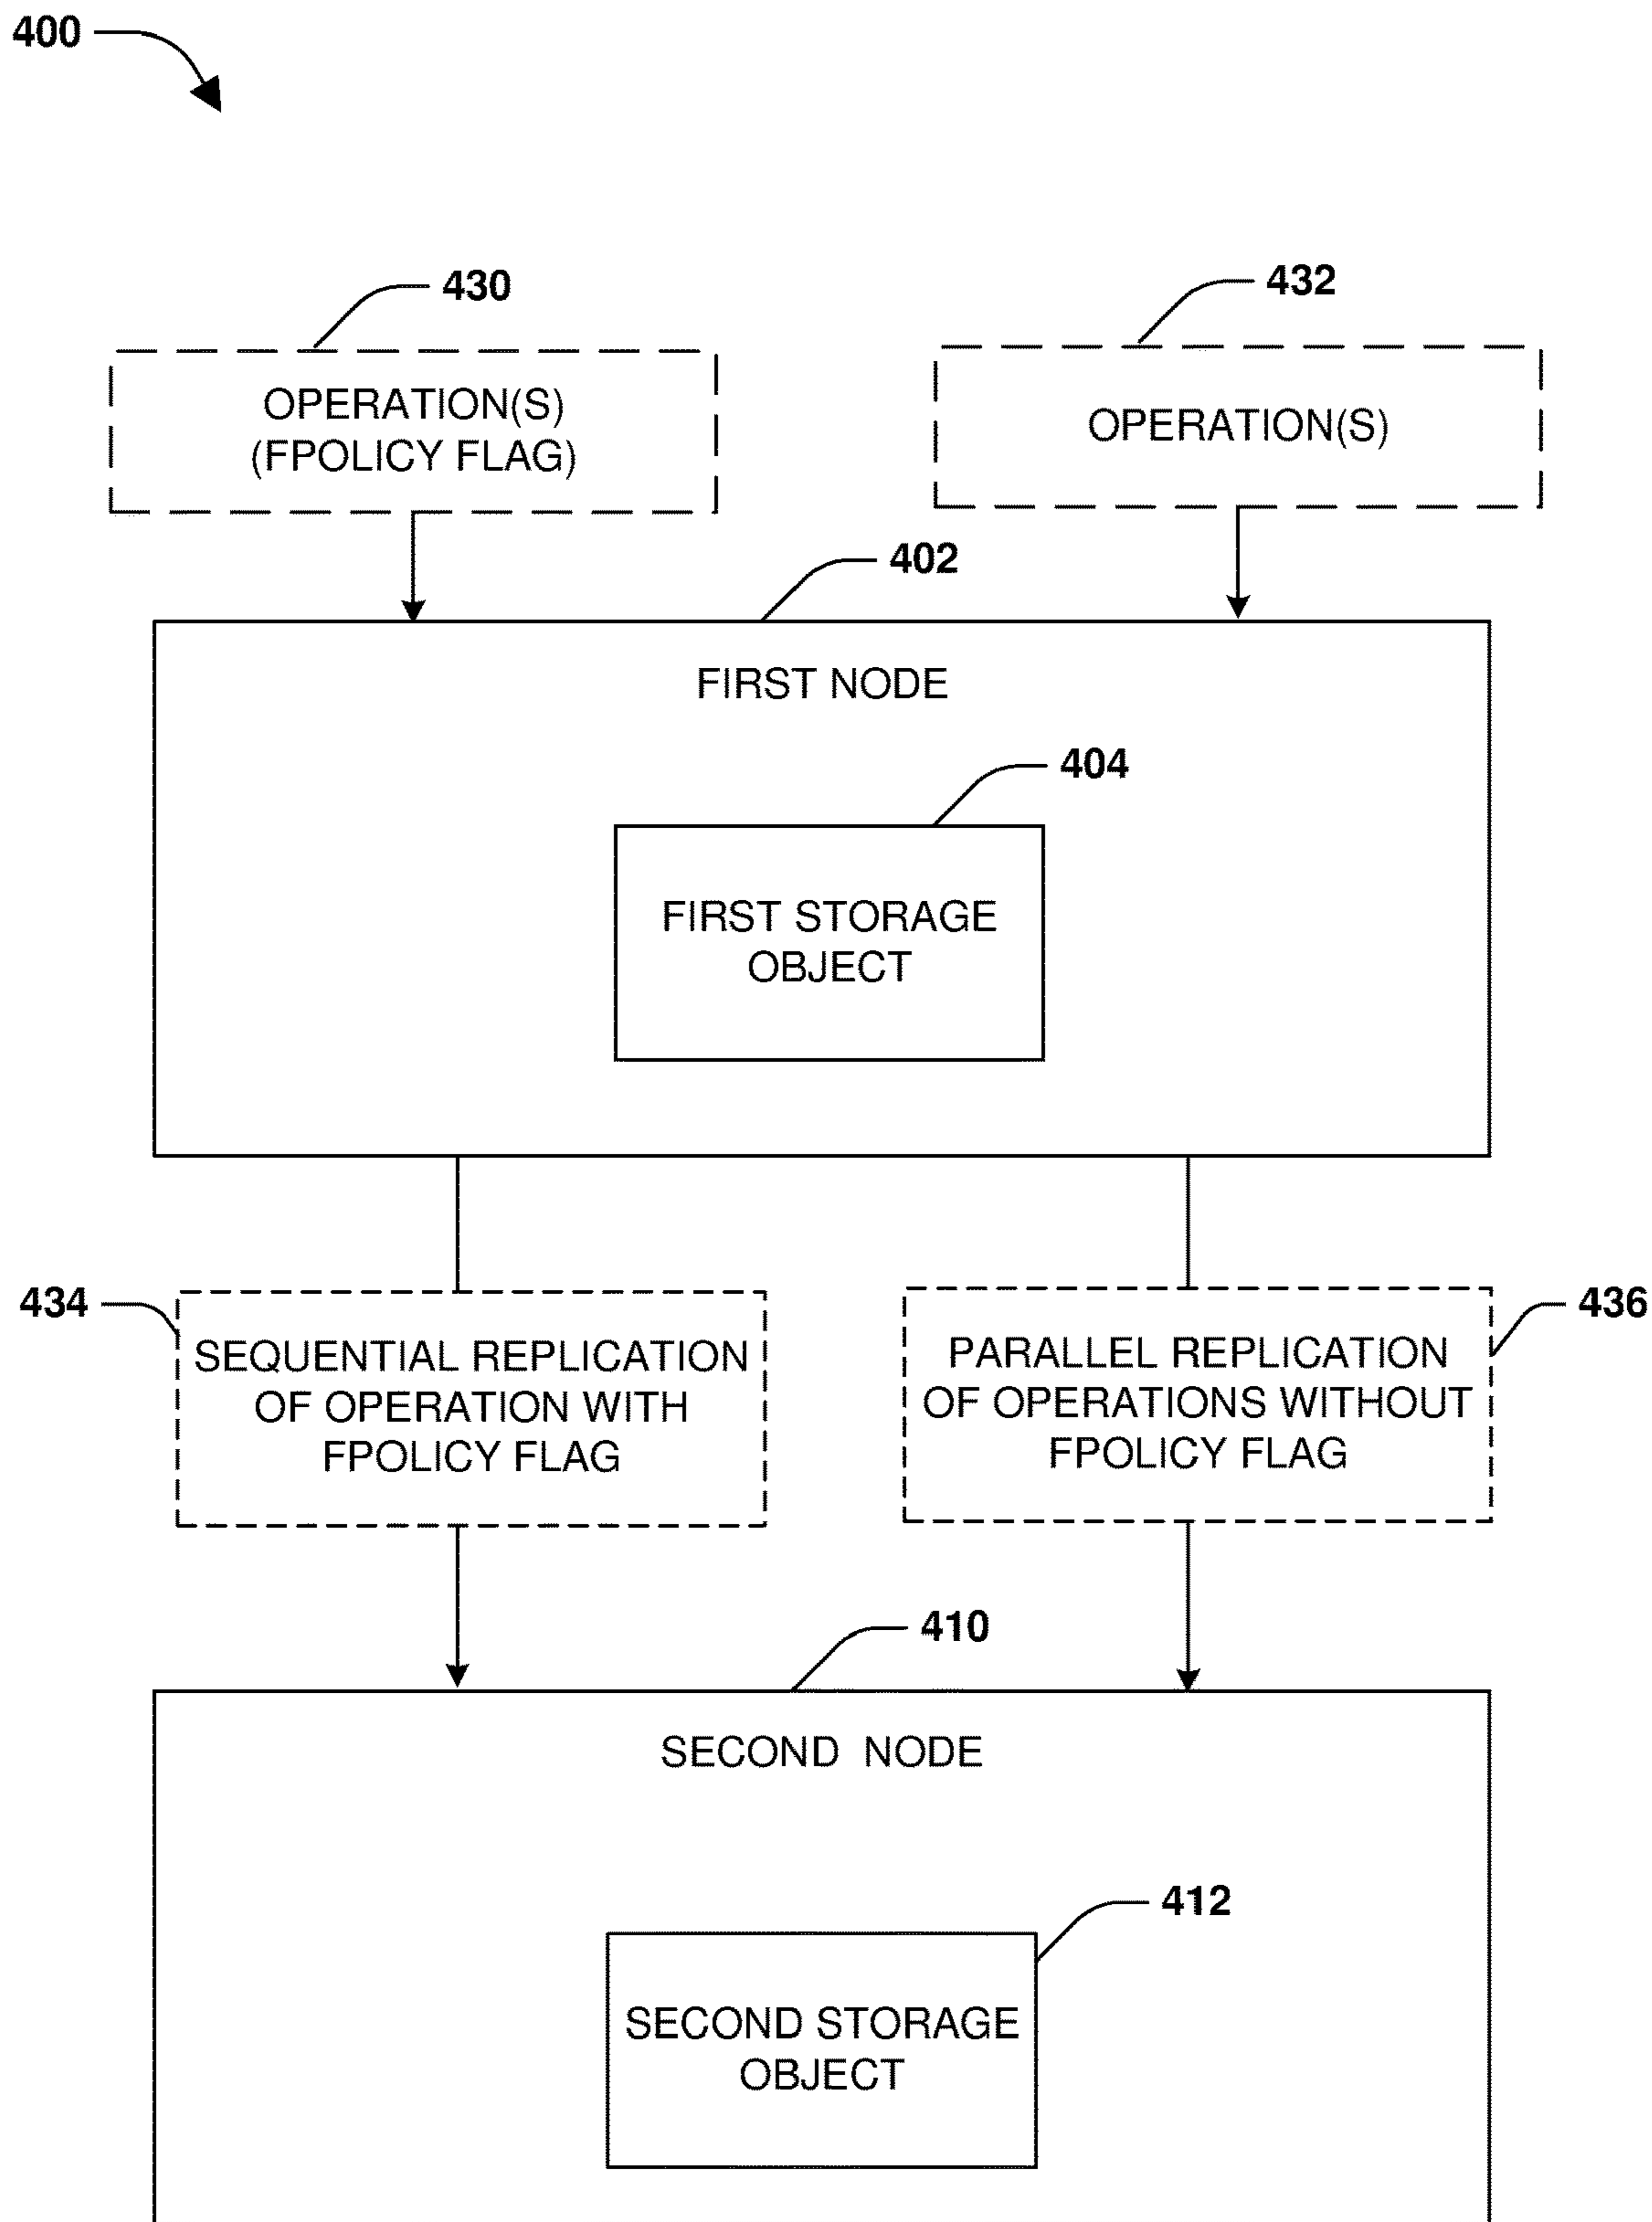 400
430
432
OPERATION(S)
(FPOLICY FLAG)
OPERATION(S)
402
FIRST NODE
404
FIRST STORAGE
OBJECT
434
SEQUENTIAL REPLICATION
OF OPERATION WITH
FPOLICY FLAG
436
PARALLEL REPLICATION
OF OPERATIONS WITHOUT
FPOLICY FLAG
410
SECOND NODE
412
SECOND STORAGE
OBJECT